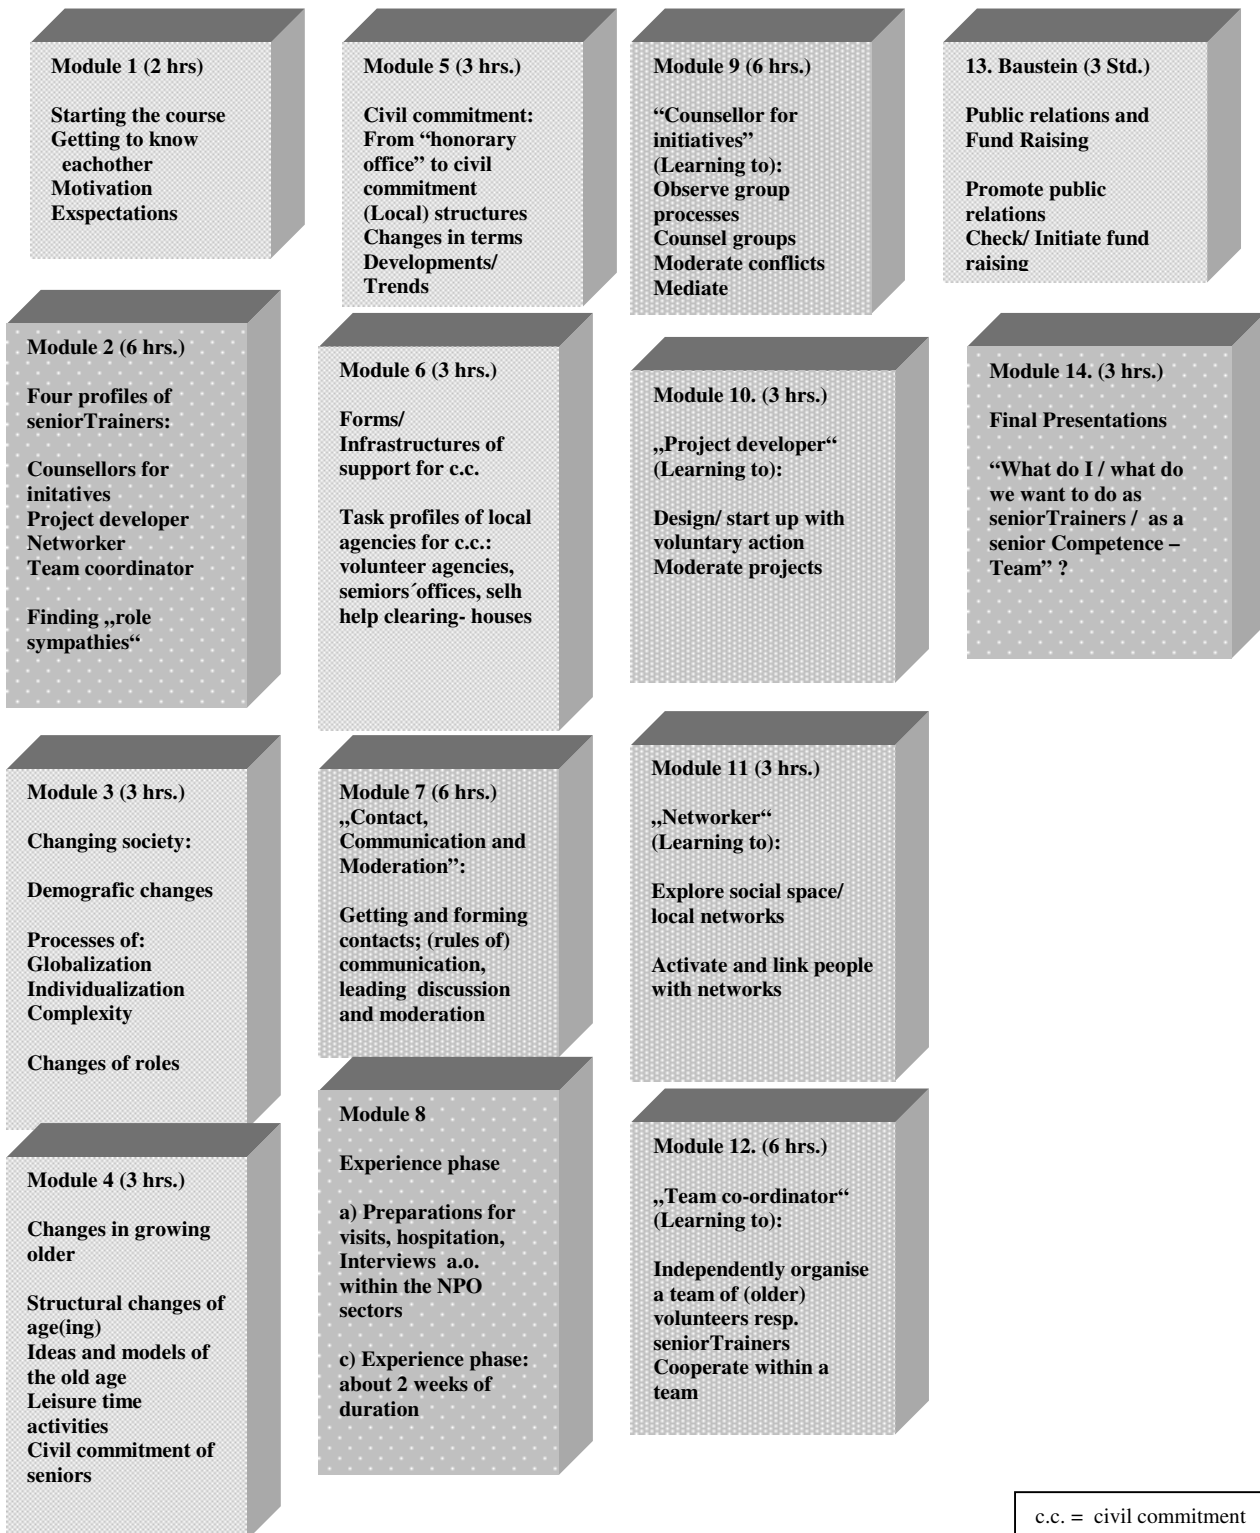 Module 1 (2 hrs)
Starting the course
Getting to know
eachother
Motivation
Exspectations
Module 2 (6 hrs.)
Four profiles of
seniorTrainers:
Counsellors for
initatives
Project developer
Networker
Team coordinator
Finding „role
sympathies“
Module 3 (3 hrs.)
Changing society:
Demografic changes
Processes of:
Globalization
Individualization
Complexity
Changes of roles
Module 4 (3 hrs.)
Changes in growing
older
Structural changes of
age(ing)
Ideas and models of
the old age
Leisure time
activities
Civil commitment of
seniors
Module 5 (3 hrs.)
Civil commitment:
From “honorary
office” to civil
commitment
(Local) structures
Changes in terms
Developments/
Trends
Module 6 (3 hrs.)
Forms/
Infrastructures of
support for c.c.
Task profiles of local
agencies for c.c.:
volunteer agencies,
semiors´offices, selh
help clearing- houses
Module 7 (6 hrs.)
„Contact,
Communication and
Moderation”:
Getting and forming
contacts; (rules of)
communication,
leading discussion
and moderation
Module 8
Experience phase
a) Preparations for
visits, hospitation,
Interviews a.o.
within the NPO
sectors
c) Experience phase:
about 2 weeks of
duration
Module 9 (6 hrs.)
“Counsellor for
initiatives”
(Learning to):
Observe group
processes
Counsel groups
Moderate conflicts
Mediate
Module 10. (3 hrs.)
„Project developer“
(Learning to):
Design/ start up with
voluntary action
Moderate projects
Module 11 (3 hrs.)
„Networker“
(Learning to):
Explore social space/
local networks
Activate and link people
with networks
Module 12. (6 hrs.)
„Team co-ordinator“
(Learning to):
Independently organise
a team of (older)
volunteers resp.
seniorTrainers
Cooperate within a
team
13. Baustein (3 Std.)
Public relations and
Fund Raising
Promote public
relations
Check/ Initiate fund
raising
Module 14. (3 hrs.)
Final Presentations
“What do I / what do
we want to do as
seniorTrainers / as a
senior Competence –
Team” ?
c.c. = civil commitment